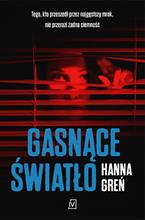 Tego, kto przeszedł przez najgęstszy mrok,
nie przerazi żadna ciemność
GASNĄCE
ŚWIATŁO
HANNA
GREŃ